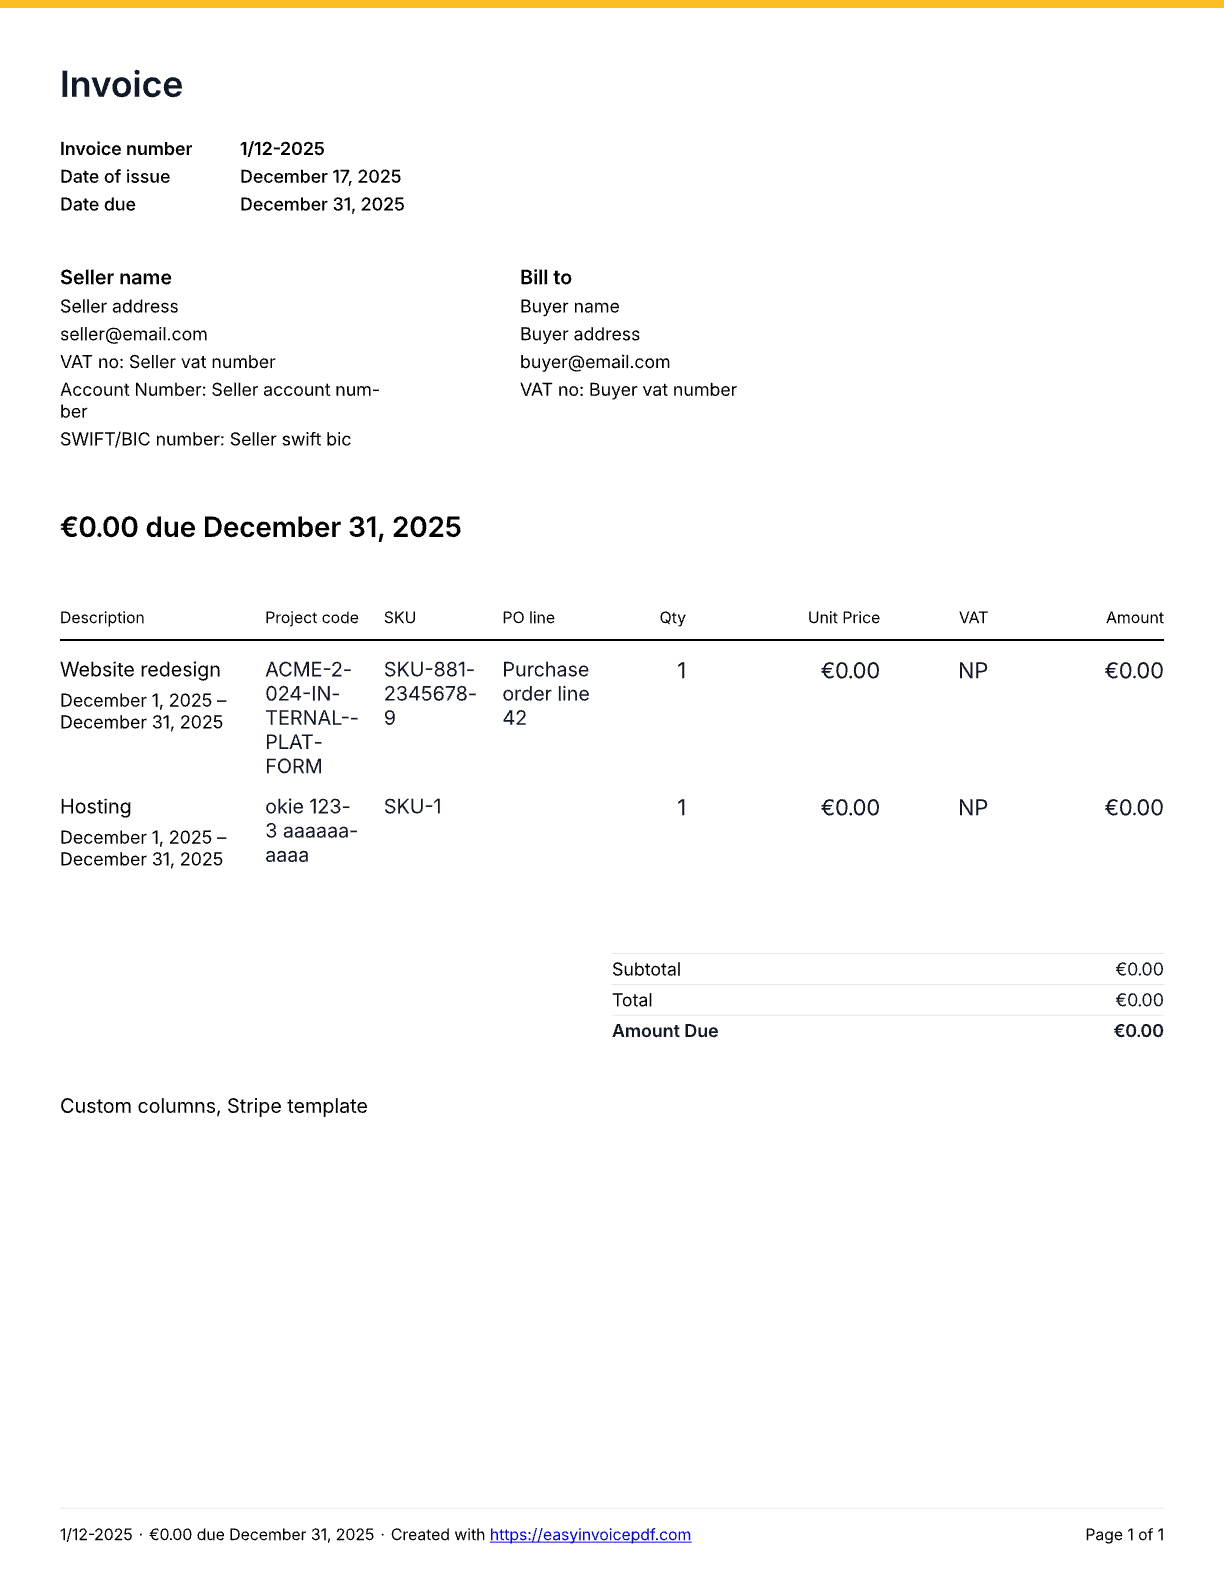 Invoice
Invoice number 1/12-2025
Date of issue December 17, 2025
Date due December 31, 2025
Seller name
Seller address
seller@email.com
VAT no: Seller vat number
Account Number: Seller account num-
ber
SWIFT/BIC number: Seller swift bic
Bill to
Buyer name
Buyer address
buyer@email.com
VAT no: Buyer vat number
€0.00 due December 31, 2025
Description Project code SKU PO line Qty Unit Price VAT Amount
Website redesign ACME-2- SKU-881- Purchase 1 €0.00 NP €0.00
December 1, 2025 – 024-IN- 2345678- order line
December 31, 2025 TERNAL-- 9 42
PLAT-
FORM
Hosting okie 123- SKU-1 1 €0.00 NP €0.00
December 1, 2025 – 3 aaaaaa-
December 31, 2025 aaaa
Subtotal €0.00
Total €0.00
Amount Due €0.00
Custom columns, Stripe template
1/12-2025 · €0.00 due December 31, 2025 · Created with https://easyinvoicepdf.com Page 1 of 1